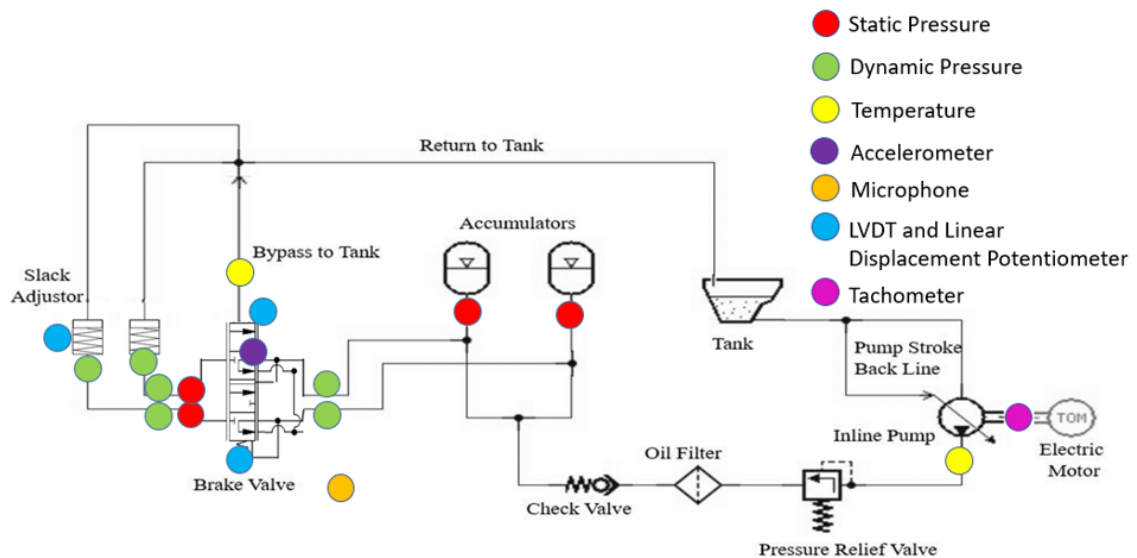 Static Pressure
Dynamic Pressure
Temperature
Accelerometer
Microphone
LVDT and Linear
Displacement Potentiometer
Tachometer
Return to Tank
Accumulators
Bypass to Tank
Slack
Adjustor
Tank
Pump Stroke
Back Line
TOM
Inline Pump
Electric
Motor
Oil Filter
Brake Valve
Check Valve
Pressure Relief Valve